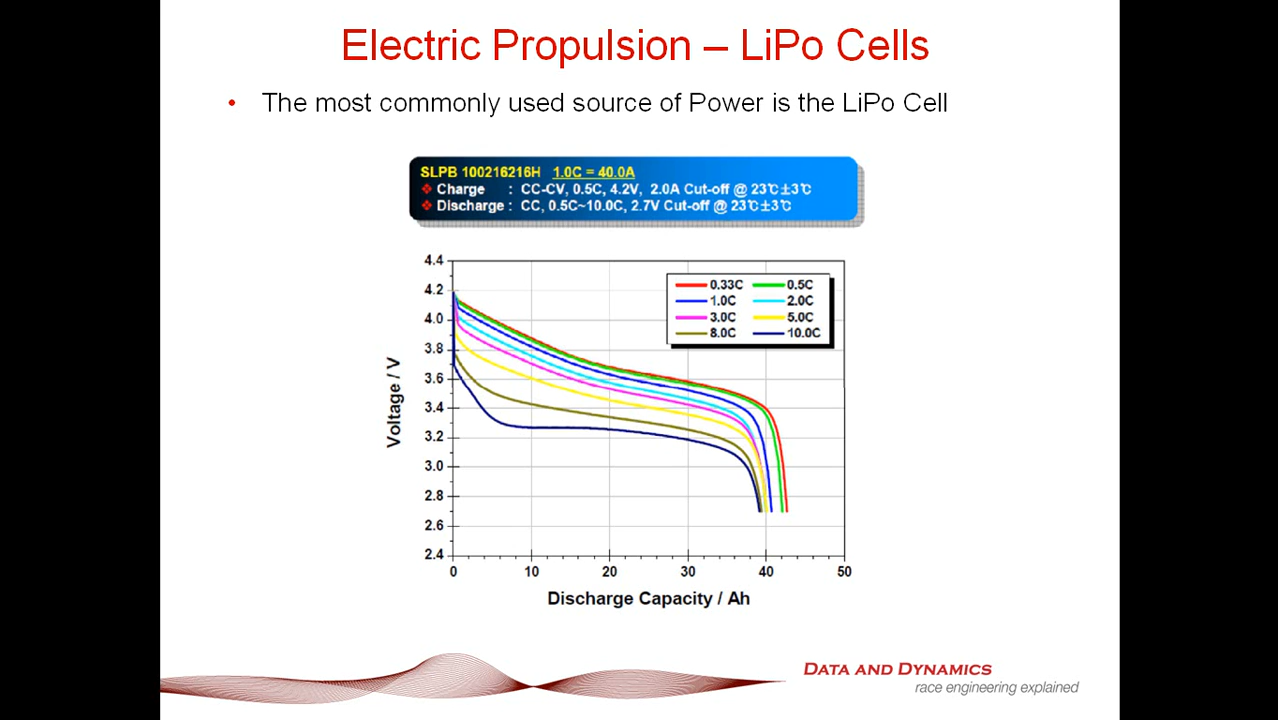 Electric Propulsion – LiPo Cells
• The most commonly used source of Power is the LiPo Cell
SLPB 100216216H 1.0C = 40.0A
❖ Charge : CC-CV, 0.5C, 4.2V, 2.0A Cut-off @ 23℃±3℃
❖ Discharge : CC, 0.5C~10.0C, 2.7V Cut-off @ 23℃±3℃
4.4
4.2
4.0
3.8
3.6
3.4
3.2
3.0
2.8
2.6
2.4
Voltage / V
0.33C 0.5C
1.0C 2.0C
3.0C 5.0C
8.0C 10.0C
0 10 20 30 40 50
Discharge Capacity / Ah
DATA AND DYNAMICS
race engineering explained